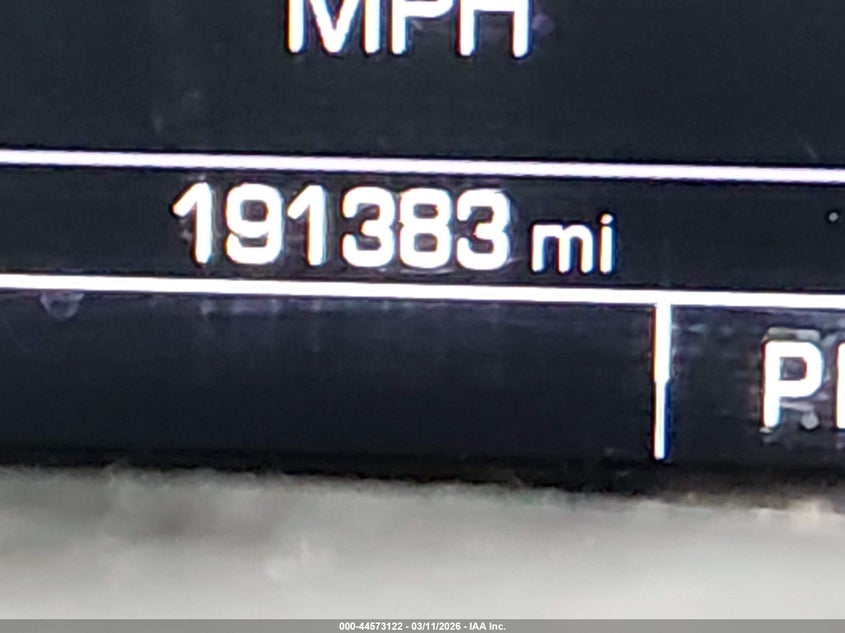 MPH
191383 mi
P
000-44573122 - 03/11/2026 - IAA Inc.